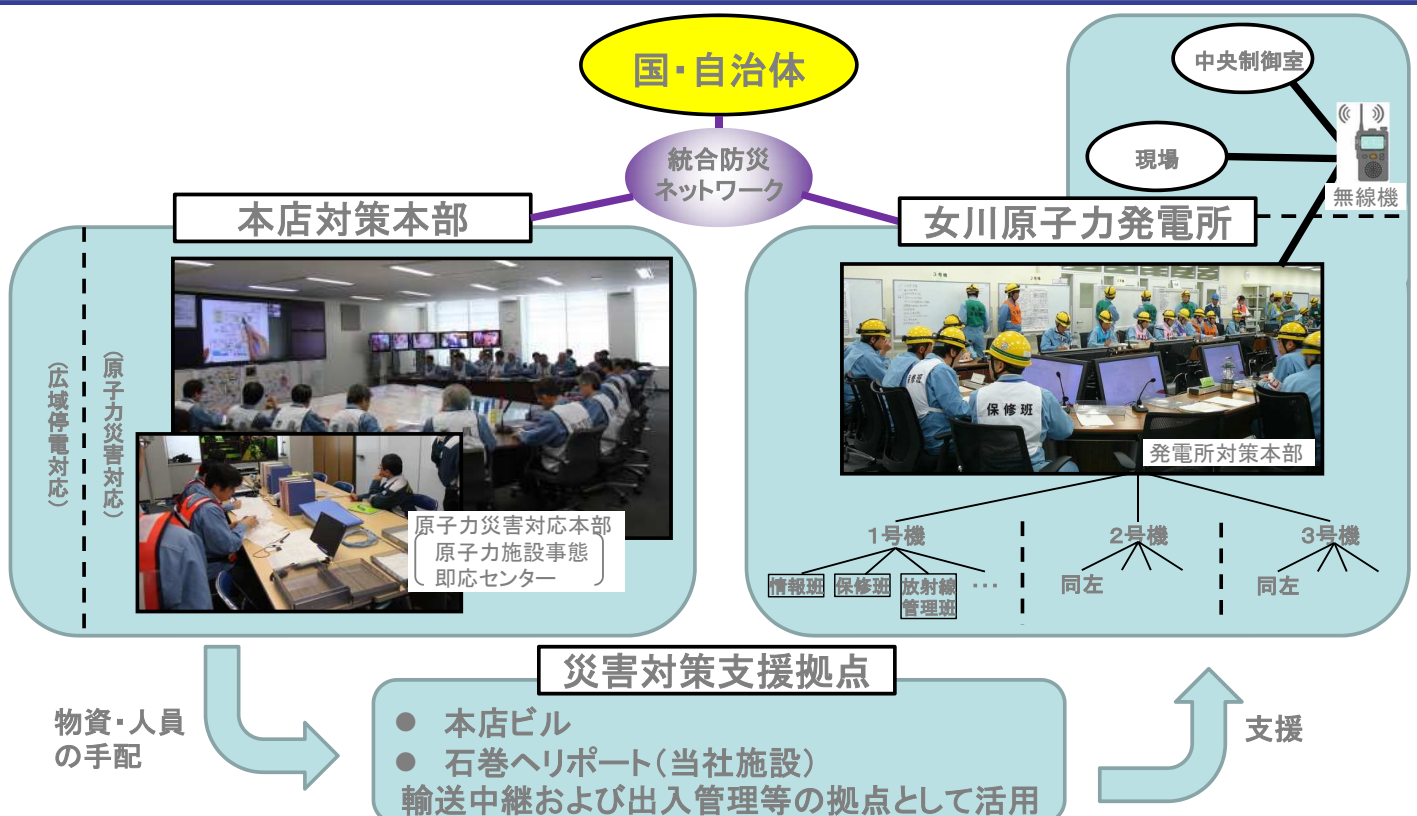 国・自治体
統合防災
ネットワーク
中央制御室
現場
無線機
本店対策本部
女川原子力発電所
(広域停電対応)
(原子力災害対応)
原子力災害対応本部
原子力施設事態
即応センター
保修班
発電所対策本部
1号機
2号機
3号機
情報班
保修班
放射線
管理班
…
同左
同左
災害対策支援拠点
物資・人員
の手配
● 本店ビル
● 石巻ヘリポート(当社施設)
輸送中継および出入管理等の拠点として活用
支援